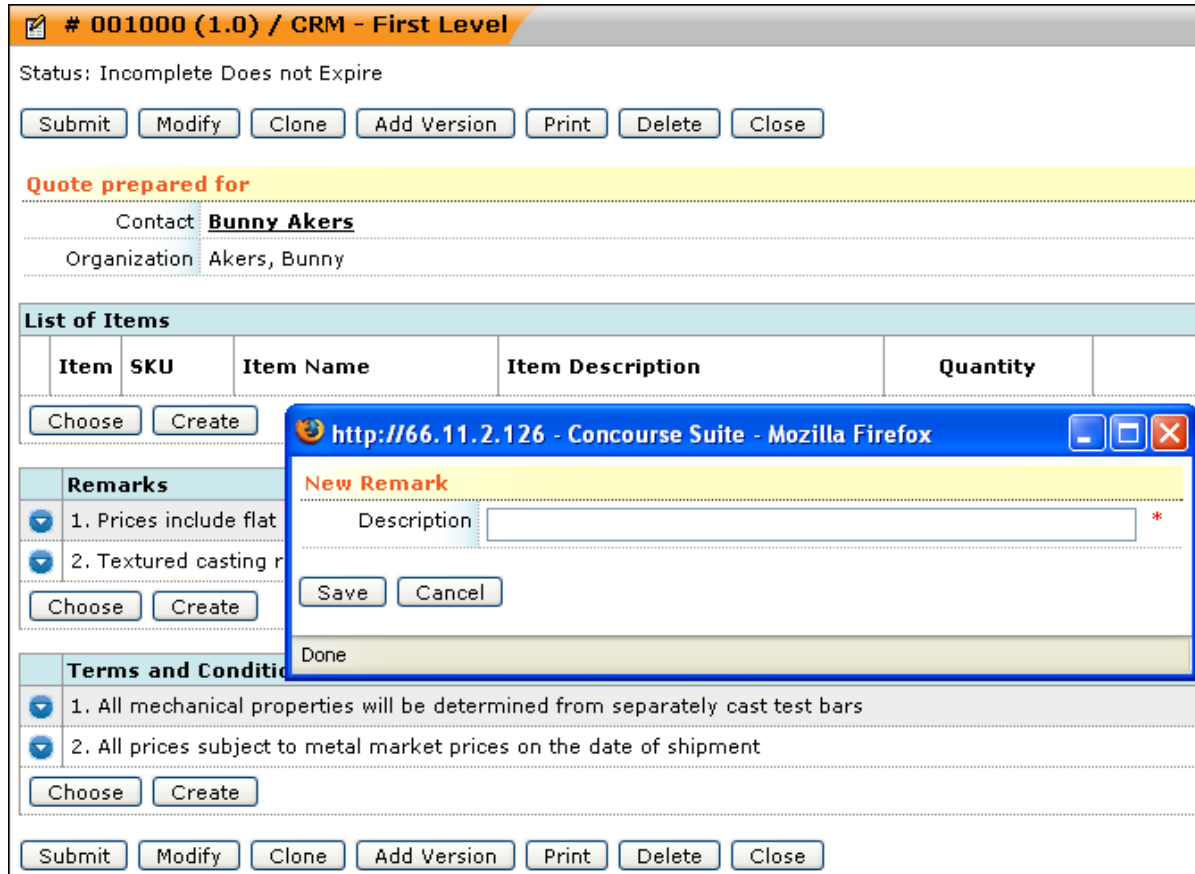 # 001000 (1.0) / CRM - First Level
Status: Incomplete Does not Expire
Submit Modify Clone Add Version Print Delete Close
Quote prepared for
Contact Bunny Akers
Organization Akers, Bunny
List of Items
Item SKU Item Name Item Description Quantity
Choose Create
http://66.11.2.126 - Concourse Suite - Mozilla Firefox
New Remark
Description *
Save Cancel
Done
Remarks
1. Prices include flat
2. Textured casting
Choose Create
Terms and
1. All mechanical properties will be determined from separately cast test bars
2. All prices subject to metal market prices on the date of shipment
Choose Create
Submit Modify Clone Add Version Print Delete Close